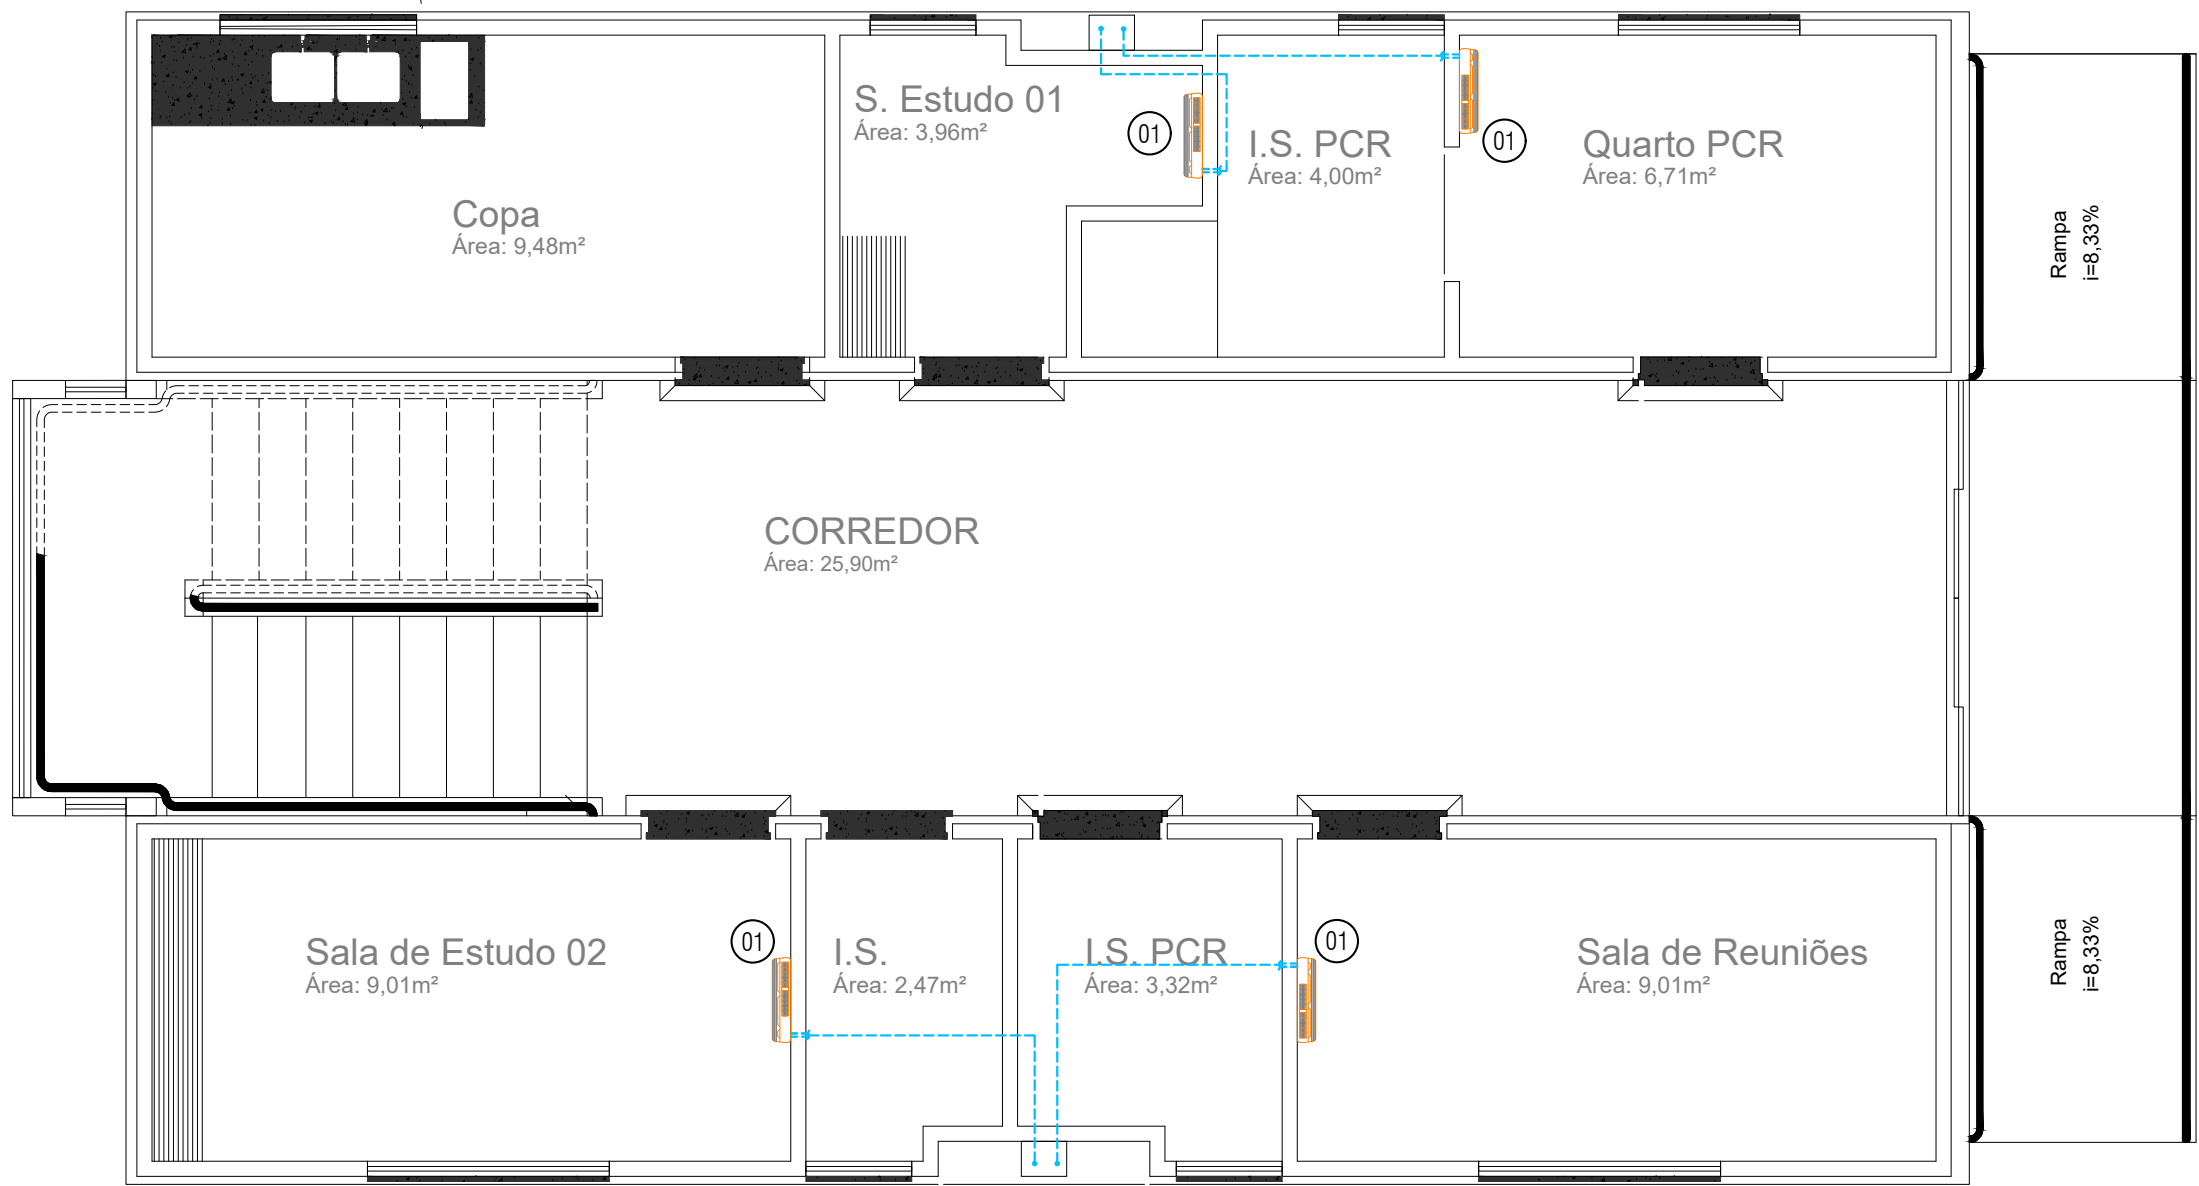 S. Estudo 01
Área: 3,96m²
01
I.S. PCR
Área: 4,00m²
01
Quarto PCR
Área: 6,71m²
Copa
Área: 9,48m²
Rampa
i=8,33%
CORREDOR
Área: 25,90m²
Sala de Estudo 02
Área: 9,01m²
01
I.S.
Área: 2,47m²
I.S. PCR
Área: 3,32m²
01
Sala de Reuniões
Área: 9,01m²
Rampa
i=8,33%